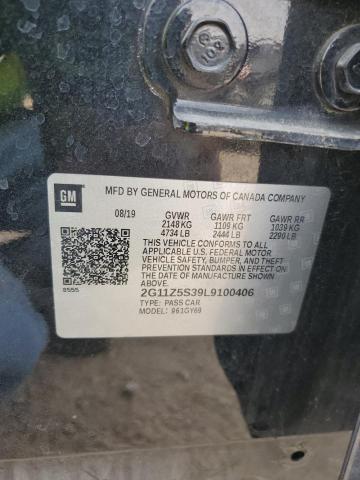 GM
MFD BY GENERAL MOTORS OF CANADA COMPANY
08/19 GVWR GAWR FRT GAWR RR
2148 KG 1109 KG 1039 KG
4734 LB 2444 LB 2290 LB
THIS VEHICLE CONFORMS TO ALL
APPLICABLE U.S. FEDERAL MOTOR
VEHICLE SAFETY, BUMPER, AND
THEFT PREVENTION STANDARDS IN
EFFECT ON THE DATE OF MANUFACTURE
SHOWN ABOVE.
2G11Z5S39L9100406
TYPE: PASS CAR
MODEL: 961GY69